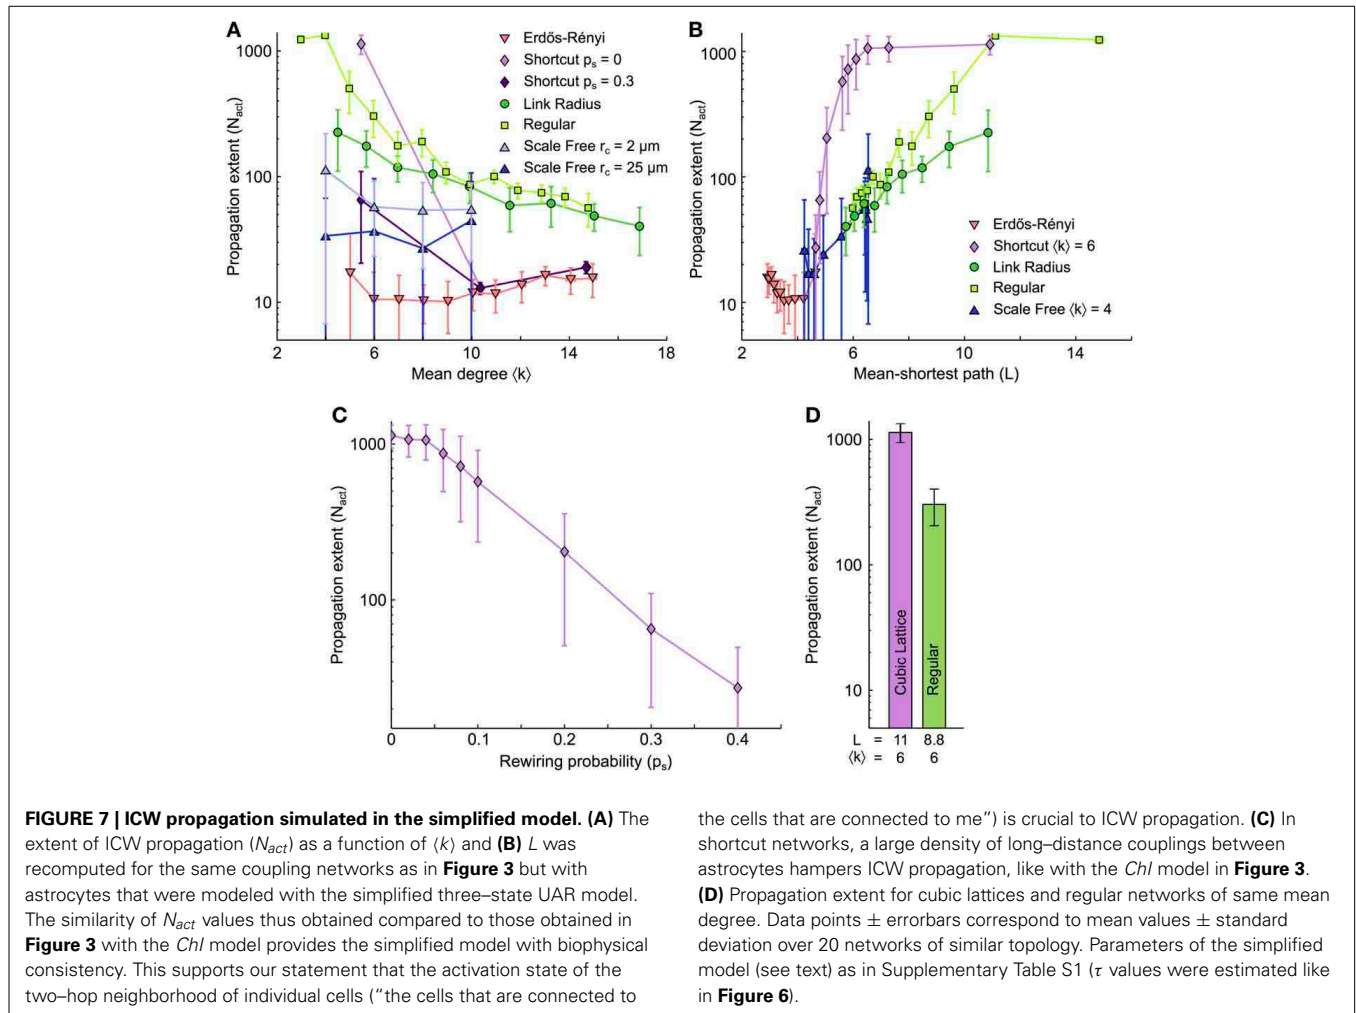 A
1000
100
10
Propagation extent (Nact)
2
6
10
14
18
Mean degree ⟨k⟩
Erdős-Rényi
Shortcut ps = 0
Shortcut ps = 0.3
Link Radius
Regular
Scale Free rc = 2 µm
Scale Free rc = 25 µm
B
1000
100
10
Propagation extent (Nact)
2
6
10
14
Mean-shortest path (L)
Erdős-Rényi
Shortcut ⟨k⟩ = 6
Link Radius
Regular
Scale Free ⟨k⟩ = 4
C
1000
100
Propagation extent (Nact)
0
0.1
0.2
0.3
0.4
Rewiring probability (ps)
D
1000
100
10
Propagation extent (Nact)
Cubic Lattice
Regular
L = 11 8.8
⟨k⟩ = 6 6
FIGURE 7 | ICW propagation simulated in the simplified model. (A) The
extent of ICW propagation (Nact) as a function of ⟨k⟩ and (B) L was
recomputed for the same coupling networks as in Figure 3 but with
astrocytes that were modeled with the simplified three–state UAR model.
The similarity of Nact values thus obtained compared to those obtained in
Figure 3 with the ChI model provides the simplified model with biophysical
consistency. This supports our statement that the activation state of the
two–hop neighborhood of individual cells (“the cells that are connected to
the cells that are connected to me”) is crucial to ICW propagation. (C) In
shortcut networks, a large density of long–distance couplings between
astrocytes hampers ICW propagation, like with the ChI model in Figure 3.
(D) Propagation extent for cubic lattices and regular networks of same mean
degree. Data points ± errorbars correspond to mean values ± standard
deviation over 20 networks of similar topology. Parameters of the simplified
model (see text) as in Supplementary Table S1 (τ values were estimated like
in Figure 6).